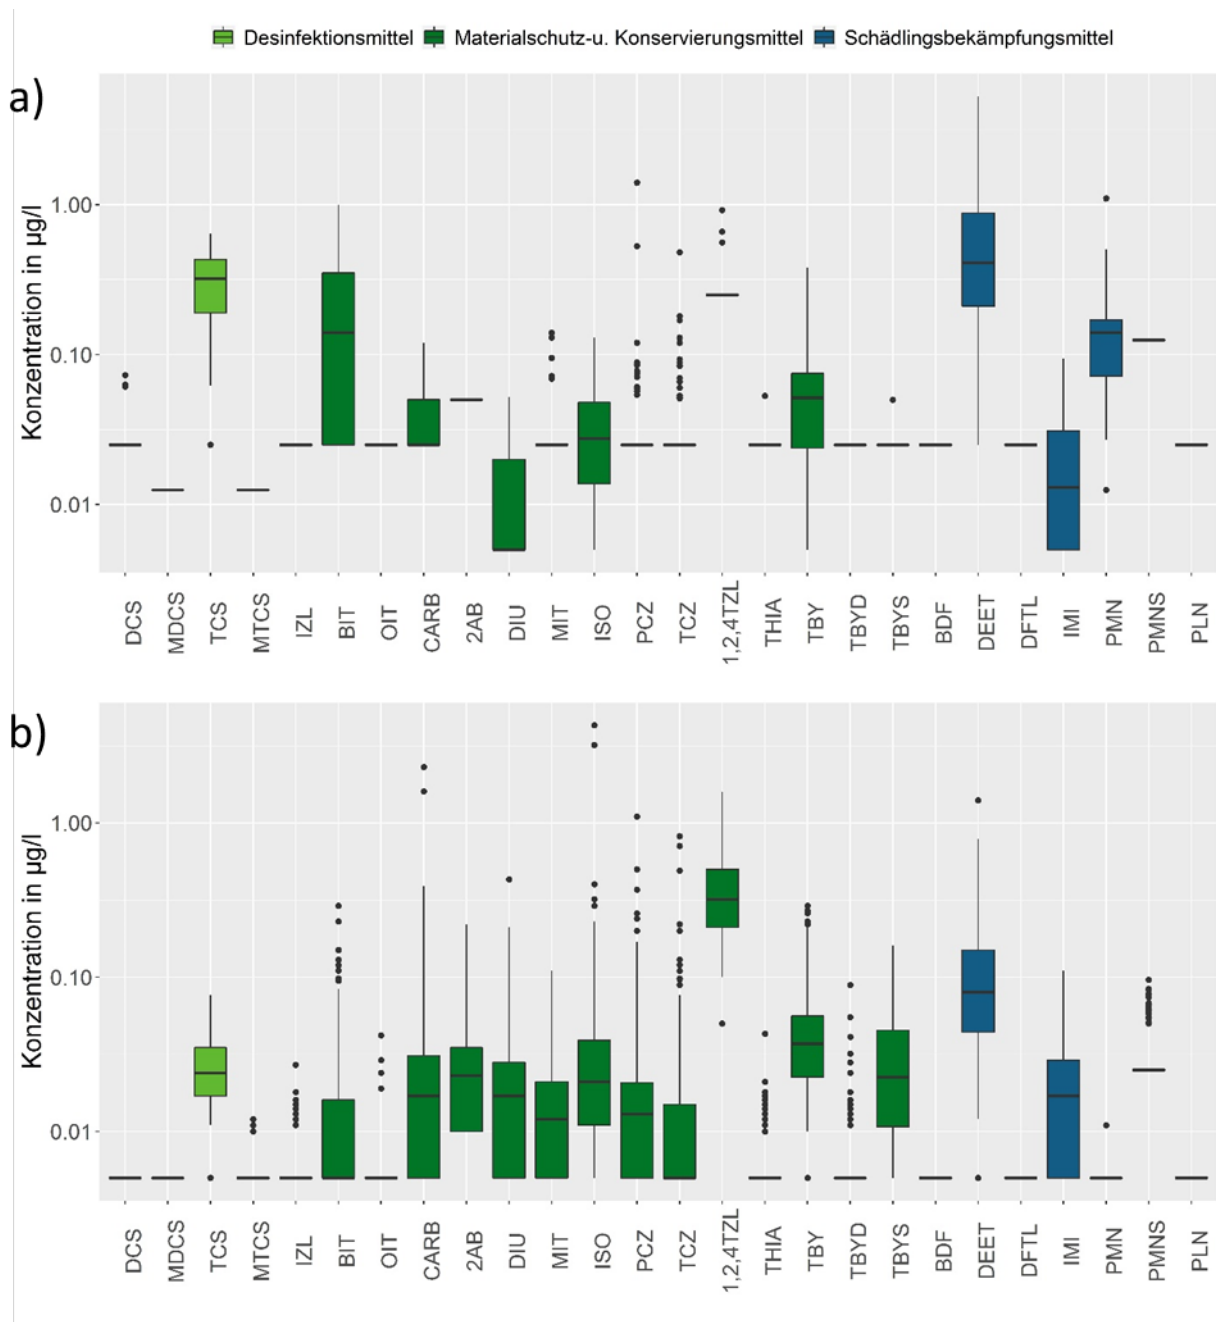 Desinfektionsmittel Materialschutz-u. Konservierungsmittel Schädlingsbekämpfungsmittel
a)
Konzentration in µg/l
1.00
0.10
0.01
DCS MDCS TCS MTCS IZL BIT OIT CARB 2AB DIU MIT ISO PCZ TCZ 1,2,4TZL THIA TBY TBYD TBYS BDF DEET DFTL IMI PMN PMNS PLN
b)
Konzentration in µg/l
1.00
0.10
0.01
DCS MDCS TCS MTCS IZL BIT OIT CARB 2AB DIU MIT ISO PCZ TCZ 1,2,4TZL THIA TBY TBYD TBYS BDF DEET DFTL IMI PMN PMNS PLN